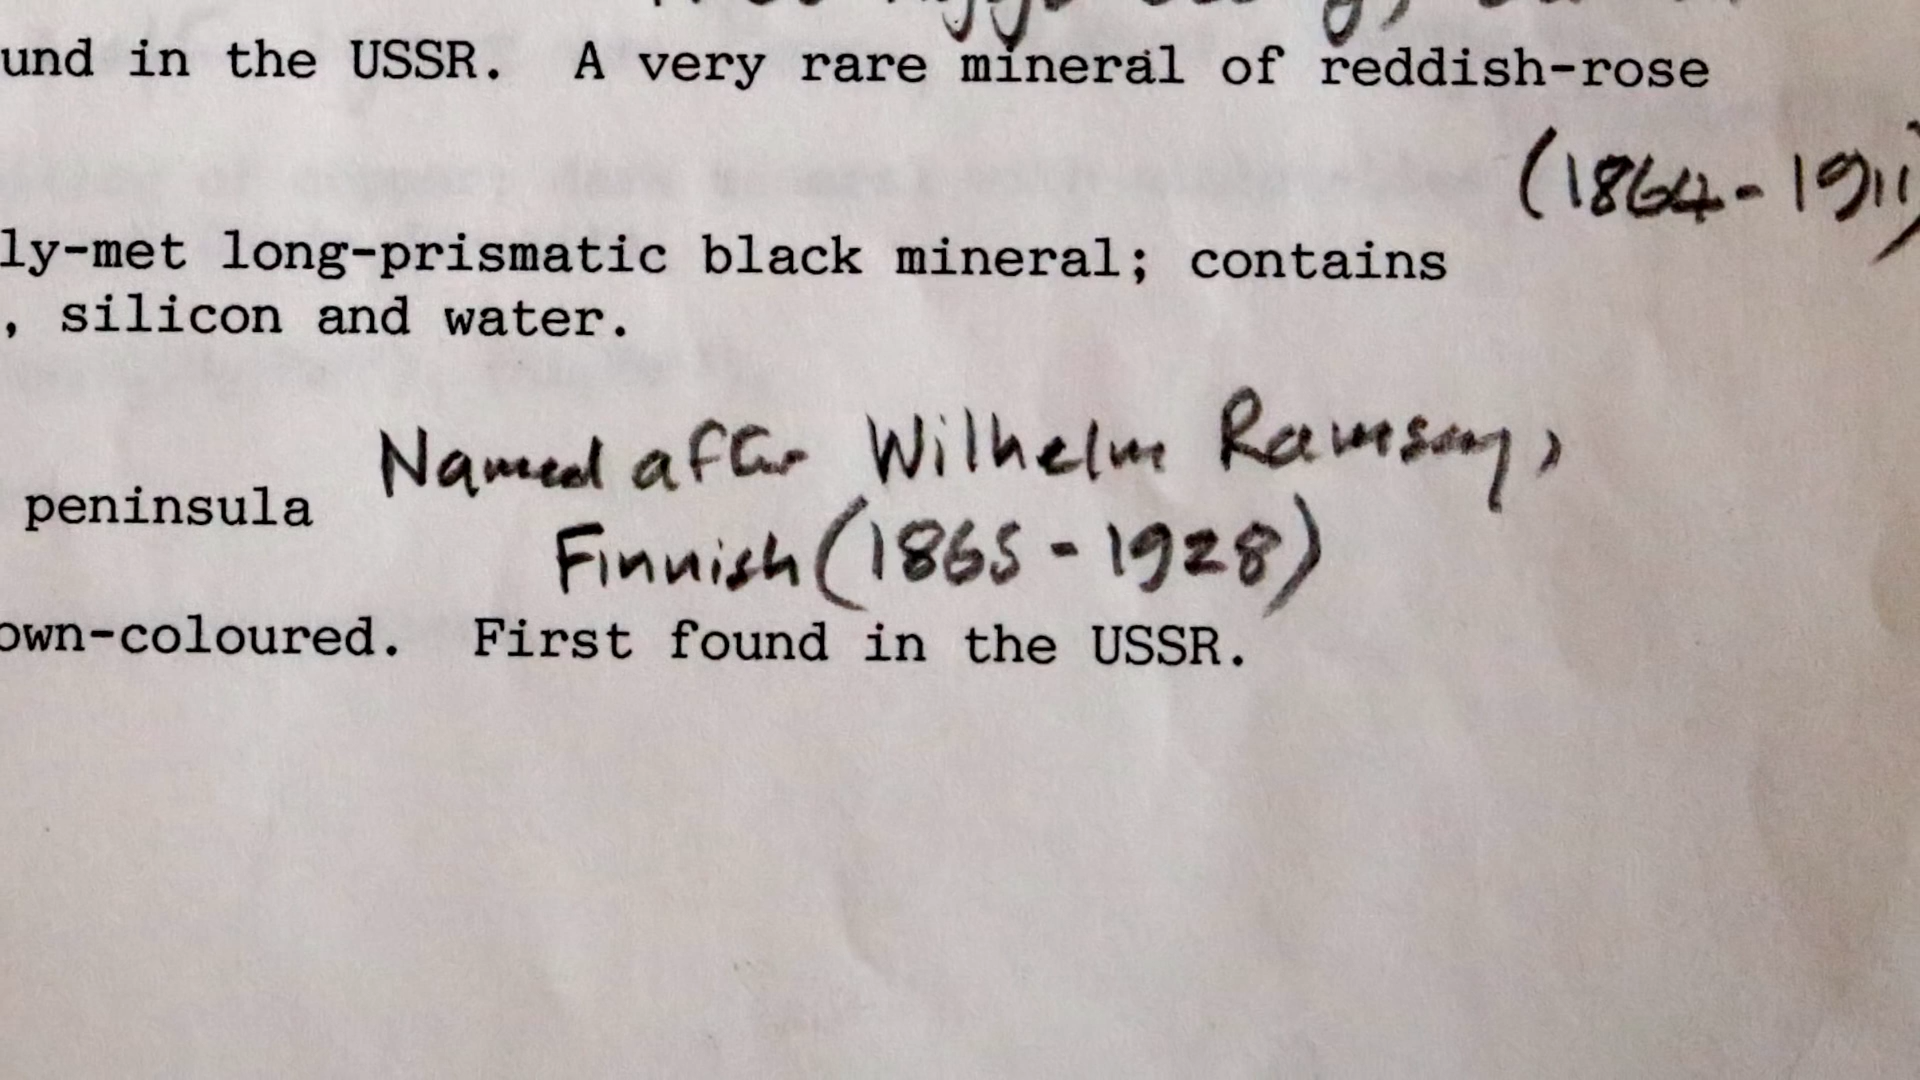 und in the USSR. A very rare mineral of reddish-rose
(1864-1911)
ly-met long-prismatic black mineral; contains
, silicon and water.
Named after Wilhelm Ramsay,
peninsula
Finnish (1865-1928)
own-coloured. First found in the USSR.